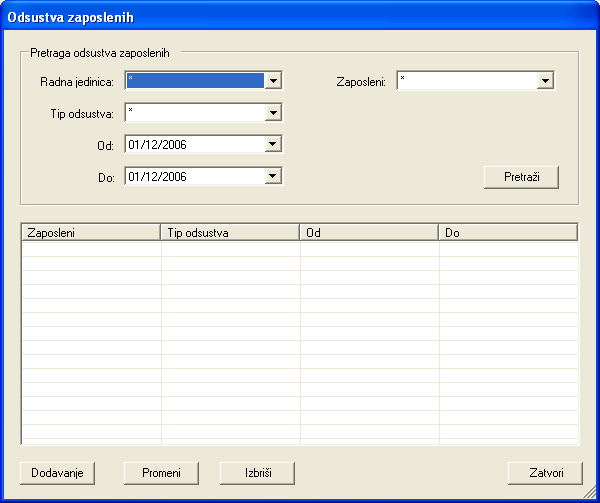 Odsustva zaposlenih
Pretraga odsustva zaposlenih
Radna jedinica: * Zaposleni: *
Tip odsustva: *
Od: 01/12/2006
Do: 01/12/2006 Pretraži
Zaposleni Tip odsustva Od Do
Dodavanje Promeni Izbriši Zatvori